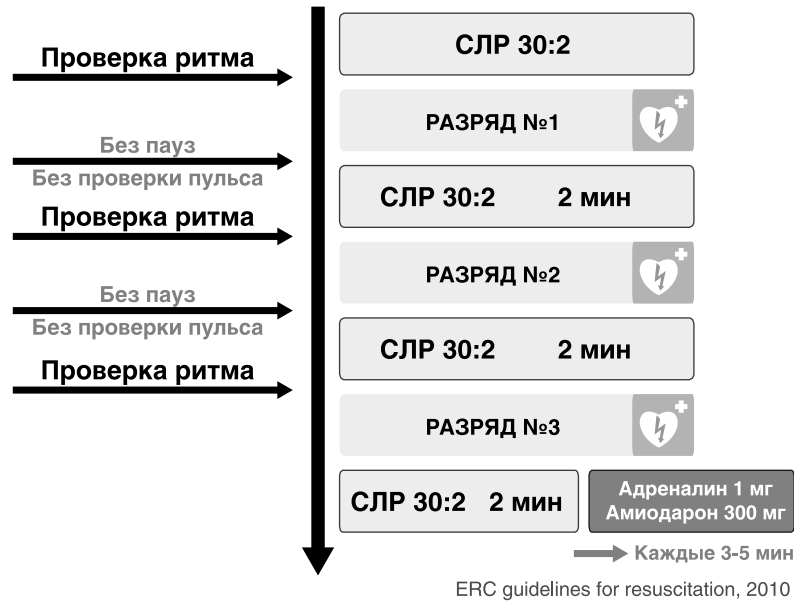 СЛР 30:2
Проверка ритма
РАЗРЯД №1
Без пауз
Без проверки пульса
СЛР 30:2 2 мин
Проверка ритма
РАЗРЯД №2
Без пауз
Без проверки пульса
СЛР 30:2 2 мин
Проверка ритма
РАЗРЯД №3
СЛР 30:2 2 мин
Адреналин 1 мг
Амиодарон 300 мг
Каждые 3-5 мин
ERC guidelines for resuscitation, 2010